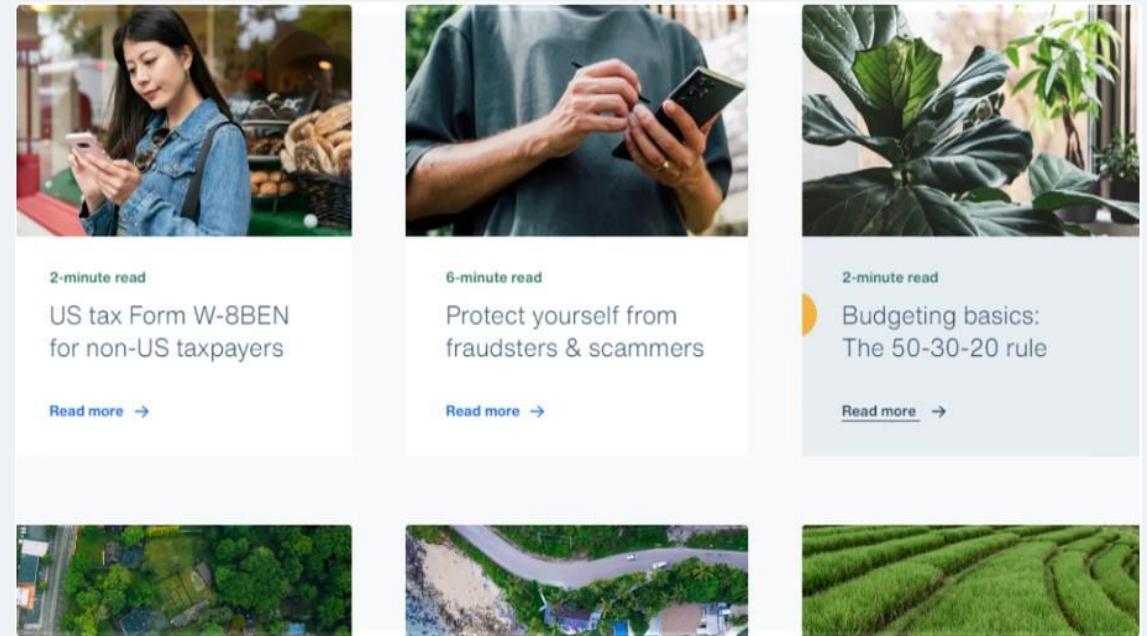 2-minute read
US tax Form W-8BEN
for non-US taxpayers
Read more →
6-minute read
Protect yourself from
fraudsters & scammers
Read more →
2-minute read
Budgeting basics:
The 50-30-20 rule
Read more →